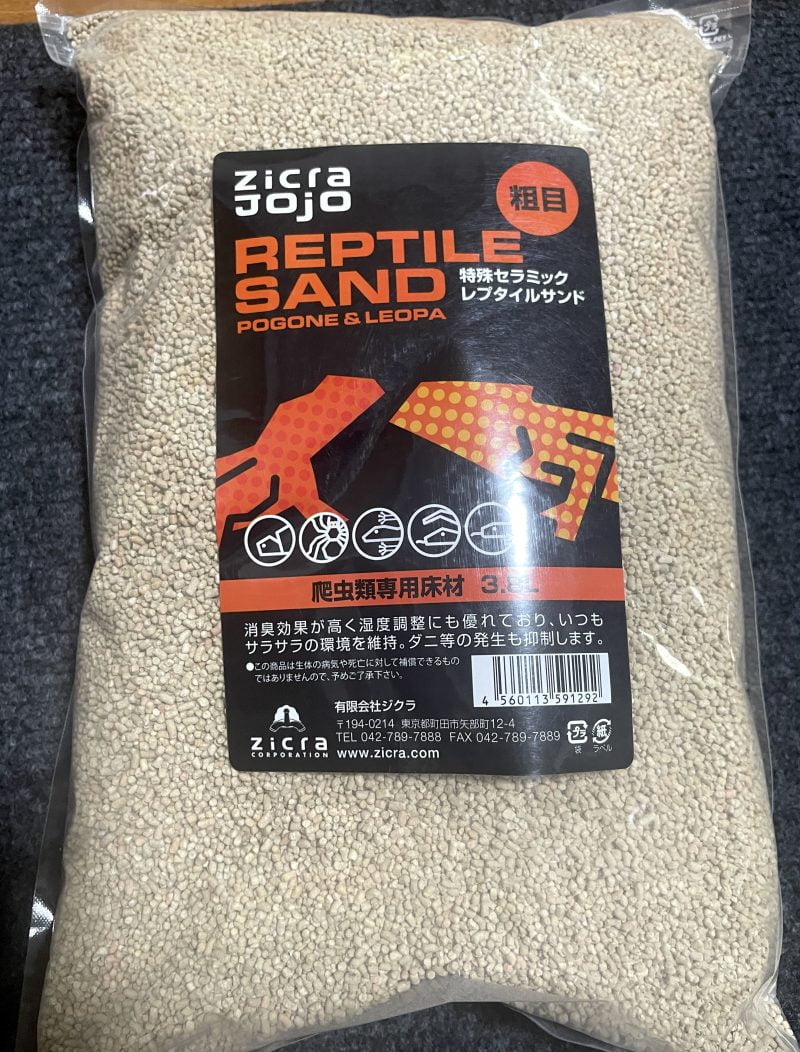 zicra
JOJO
粗目
REPTILE
SAND
特殊セラミック
レプタイルサンド
POGONE & LEOPA
爬虫類専用床材 3.8L
消臭効果が高く湿度調整にも優れており、いつも
サラサラの環境を維持。ダニ等の発生も抑制します。
●この商品は生体の病気や死亡に対して補償できるもの
ではありませんので、予めご了承下さい。
4 560113 591292
有限会社ジクラ
〒194-0214 東京都町田市矢部町12-4
TEL 042-789-7888 FAX 042-789-7889
zicra
CORPORATION
www.zicra.com
プラ
袋
紙
ラベル